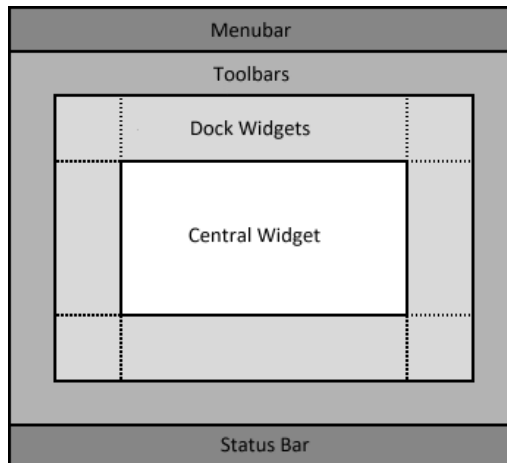 Menubar
Toolbars
Dock Widgets
Central Widget
Status Bar